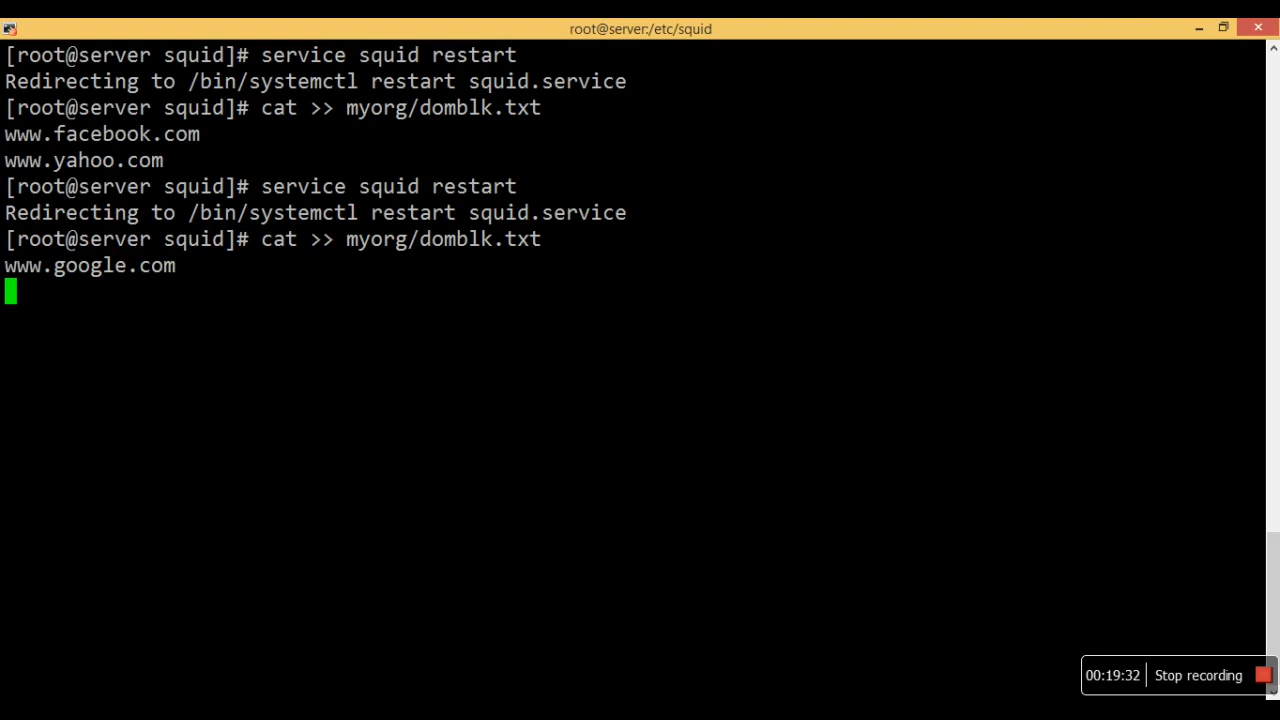 root@server:/etc/squid
[root@server squid]# service squid restart
Redirecting to /bin/systemctl restart squid.service
[root@server squid]# cat >> myorg/domblk.txt
www.facebook.com
www.yahoo.com
[root@server squid]# service squid restart
Redirecting to /bin/systemctl restart squid.service
[root@server squid]# cat >> myorg/domblk.txt
www.google.com
00:19:32 Stop recording